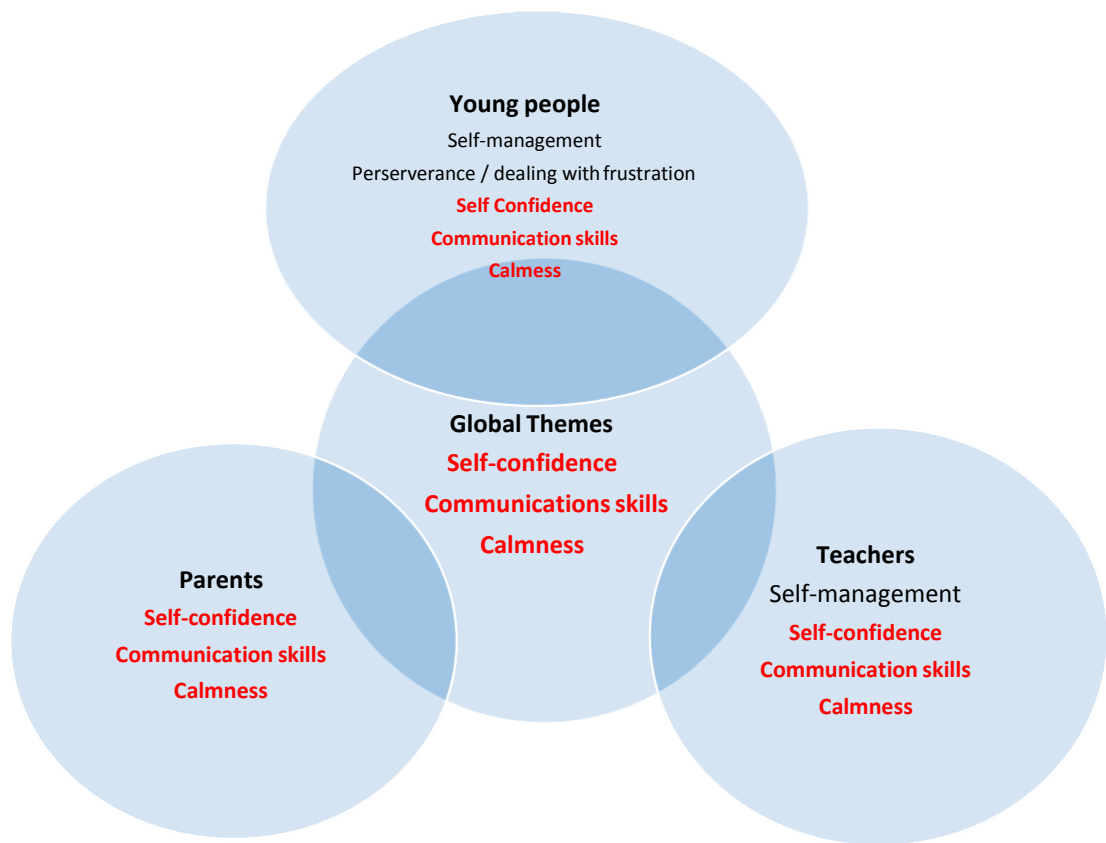 Young people
Self-management
Perserverance / dealing with frustration
Self Confidence
Communication skills
Calmess
Global Themes
Self-confidence
Communications skills
Calmness
Parents
Self-confidence
Communication skills
Calmness
Teachers
Self-management
Self-confidence
Communication skills
Calmness